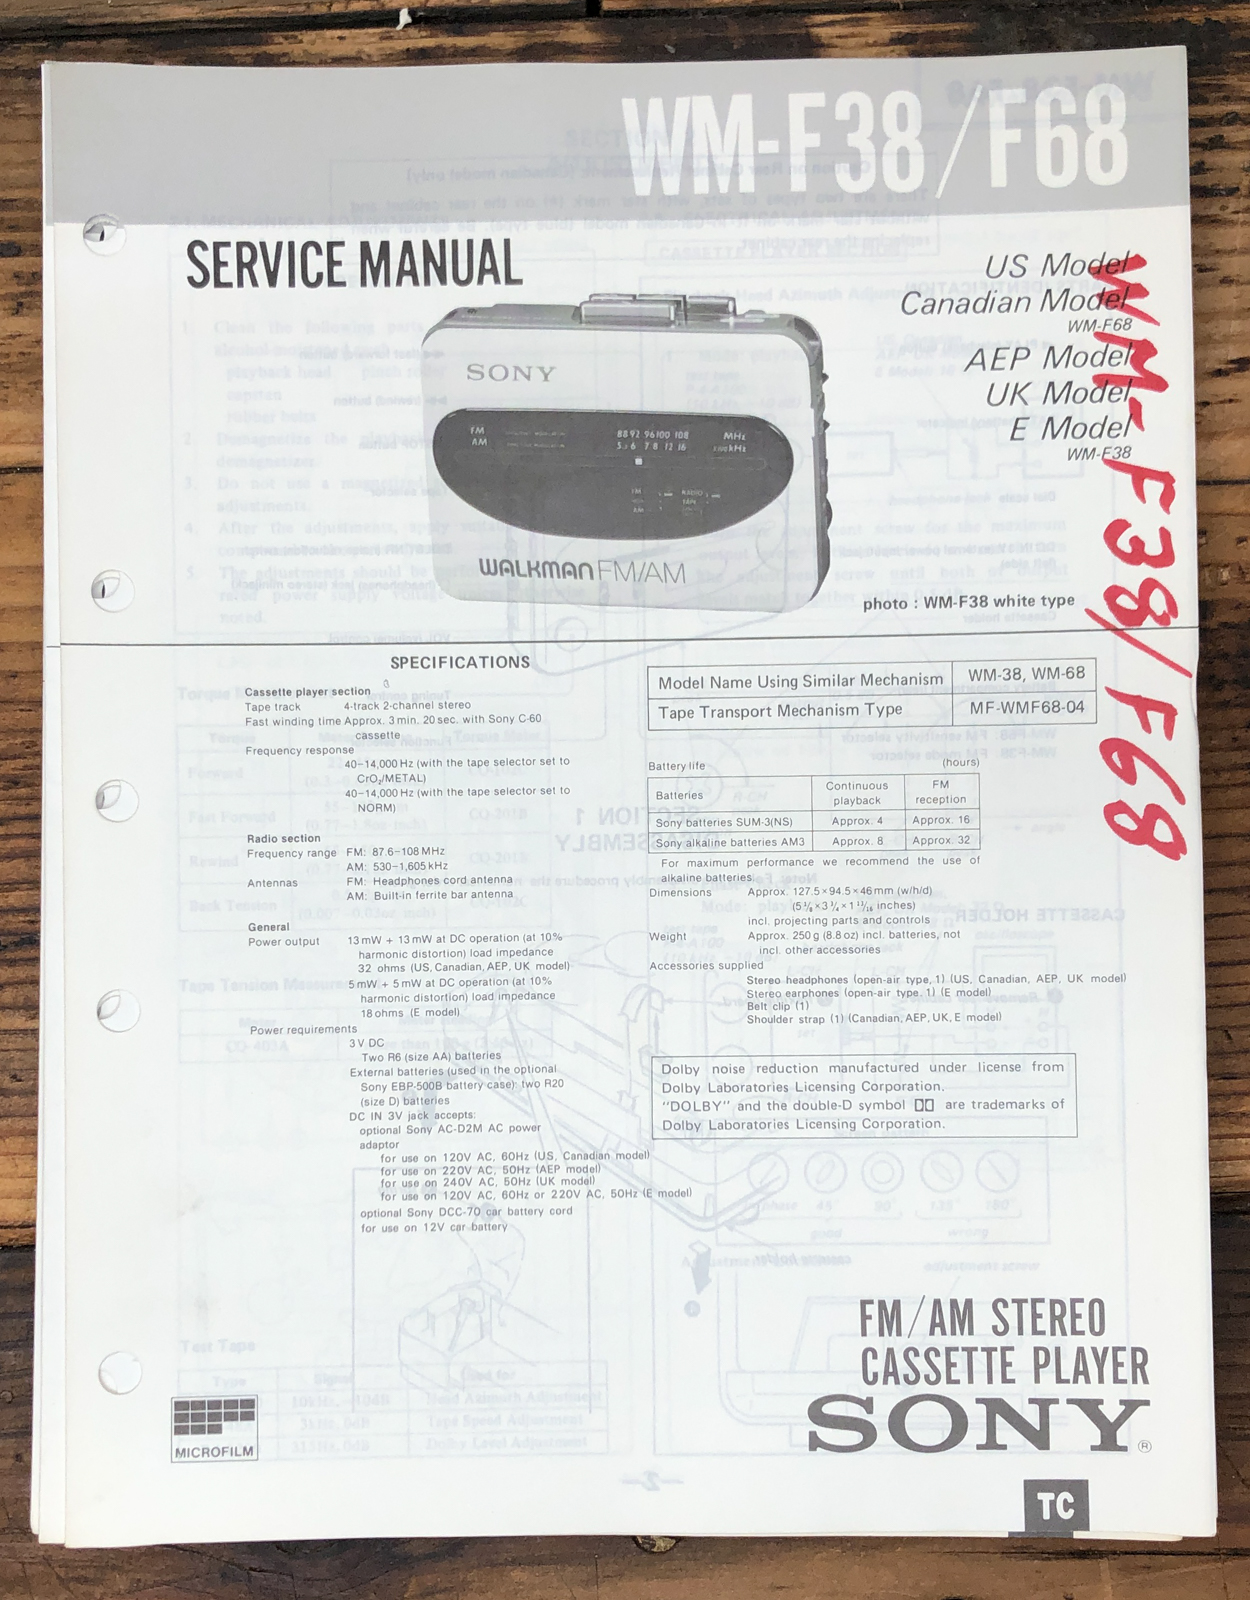 WM-F38/F68
SERVICE MANUAL
US Model
Canadian Model
WM-F68
AEP Model
UK Model
E Model
WM-F38
WM-F38/F68
SONY
FM
AM
88 92 96 100 108
MHz
5.3 6 7 8 12 16
kHz
WALKMAN FM/AM
photo : WM-F38 white type
SPECIFICATIONS
Cassette player section
Tape track 4-track 2-channel stereo
Fast winding time Approx. 3 min. 20 sec. with Sony C-60
cassette
Frequency response
40–14,000 Hz (with the tape selector set to
CrO₂/METAL)
40–14,000 Hz (with the tape selector set to
NORM)
Radio section
Frequency range FM: 87.6–108 MHz
AM: 530–1,605 kHz
Antennas FM: Headphones cord antenna
AM: Built-in ferrite bar antenna
General
Power output 13 mW + 13 mW at DC operation (at 10%
harmonic distortion) load impedance
32 ohms (US, Canadian, AEP, UK model)
5 mW + 5 mW at DC operation (at 10%
harmonic distortion) load impedance
18 ohms (E model)
Power requirements
3 V DC
Two R6 (size AA) batteries
External batteries (used in the optional
Sony EBP-500B battery case): two R20
(size D) batteries
DC IN 3V jack accepts:
optional Sony AC-D2M AC power
adaptor
for use on 120V AC, 60Hz (US, Canadian model)
for use on 220V AC, 50Hz (AEP model)
for use on 240V AC, 50Hz (UK model)
for use on 120V AC, 60Hz or 220V AC, 50Hz (E model)
optional Sony DCC-70 car battery cord
for use on 12V car battery
Model Name Using Similar Mechanism WM-38, WM-68
Tape Transport Mechanism Type MF-WMF68-04
Battery life (hours)
Batteries Continuous playback FM reception
Sony batteries SUM-3(NS) Approx. 4 Approx. 16
Sony alkaline batteries AM3 Approx. 8 Approx. 32
For maximum performance we recommend the use of
alkaline batteries.
Dimensions Approx. 127.5 × 94.5 × 46 mm (w/h/d)
(5 1/8 × 3 3/4 × 1 13/16 inches)
incl. projecting parts and controls
Weight Approx. 250 g (8.8 oz) incl. batteries, not
incl. other accessories
Accessories supplied
Stereo headphones (open-air type, 1) (US, Canadian, AEP, UK model)
Stereo earphones (open-air type, 1) (E model)
Belt clip (1)
Shoulder strap (1) (Canadian, AEP, UK, E model)
Dolby noise reduction manufactured under license from
Dolby Laboratories Licensing Corporation.
"DOLBY" and the double-D symbol are trademarks of
Dolby Laboratories Licensing Corporation.
FM/AM STEREO
CASSETTE PLAYER
SONY®
MICROFILM
TC